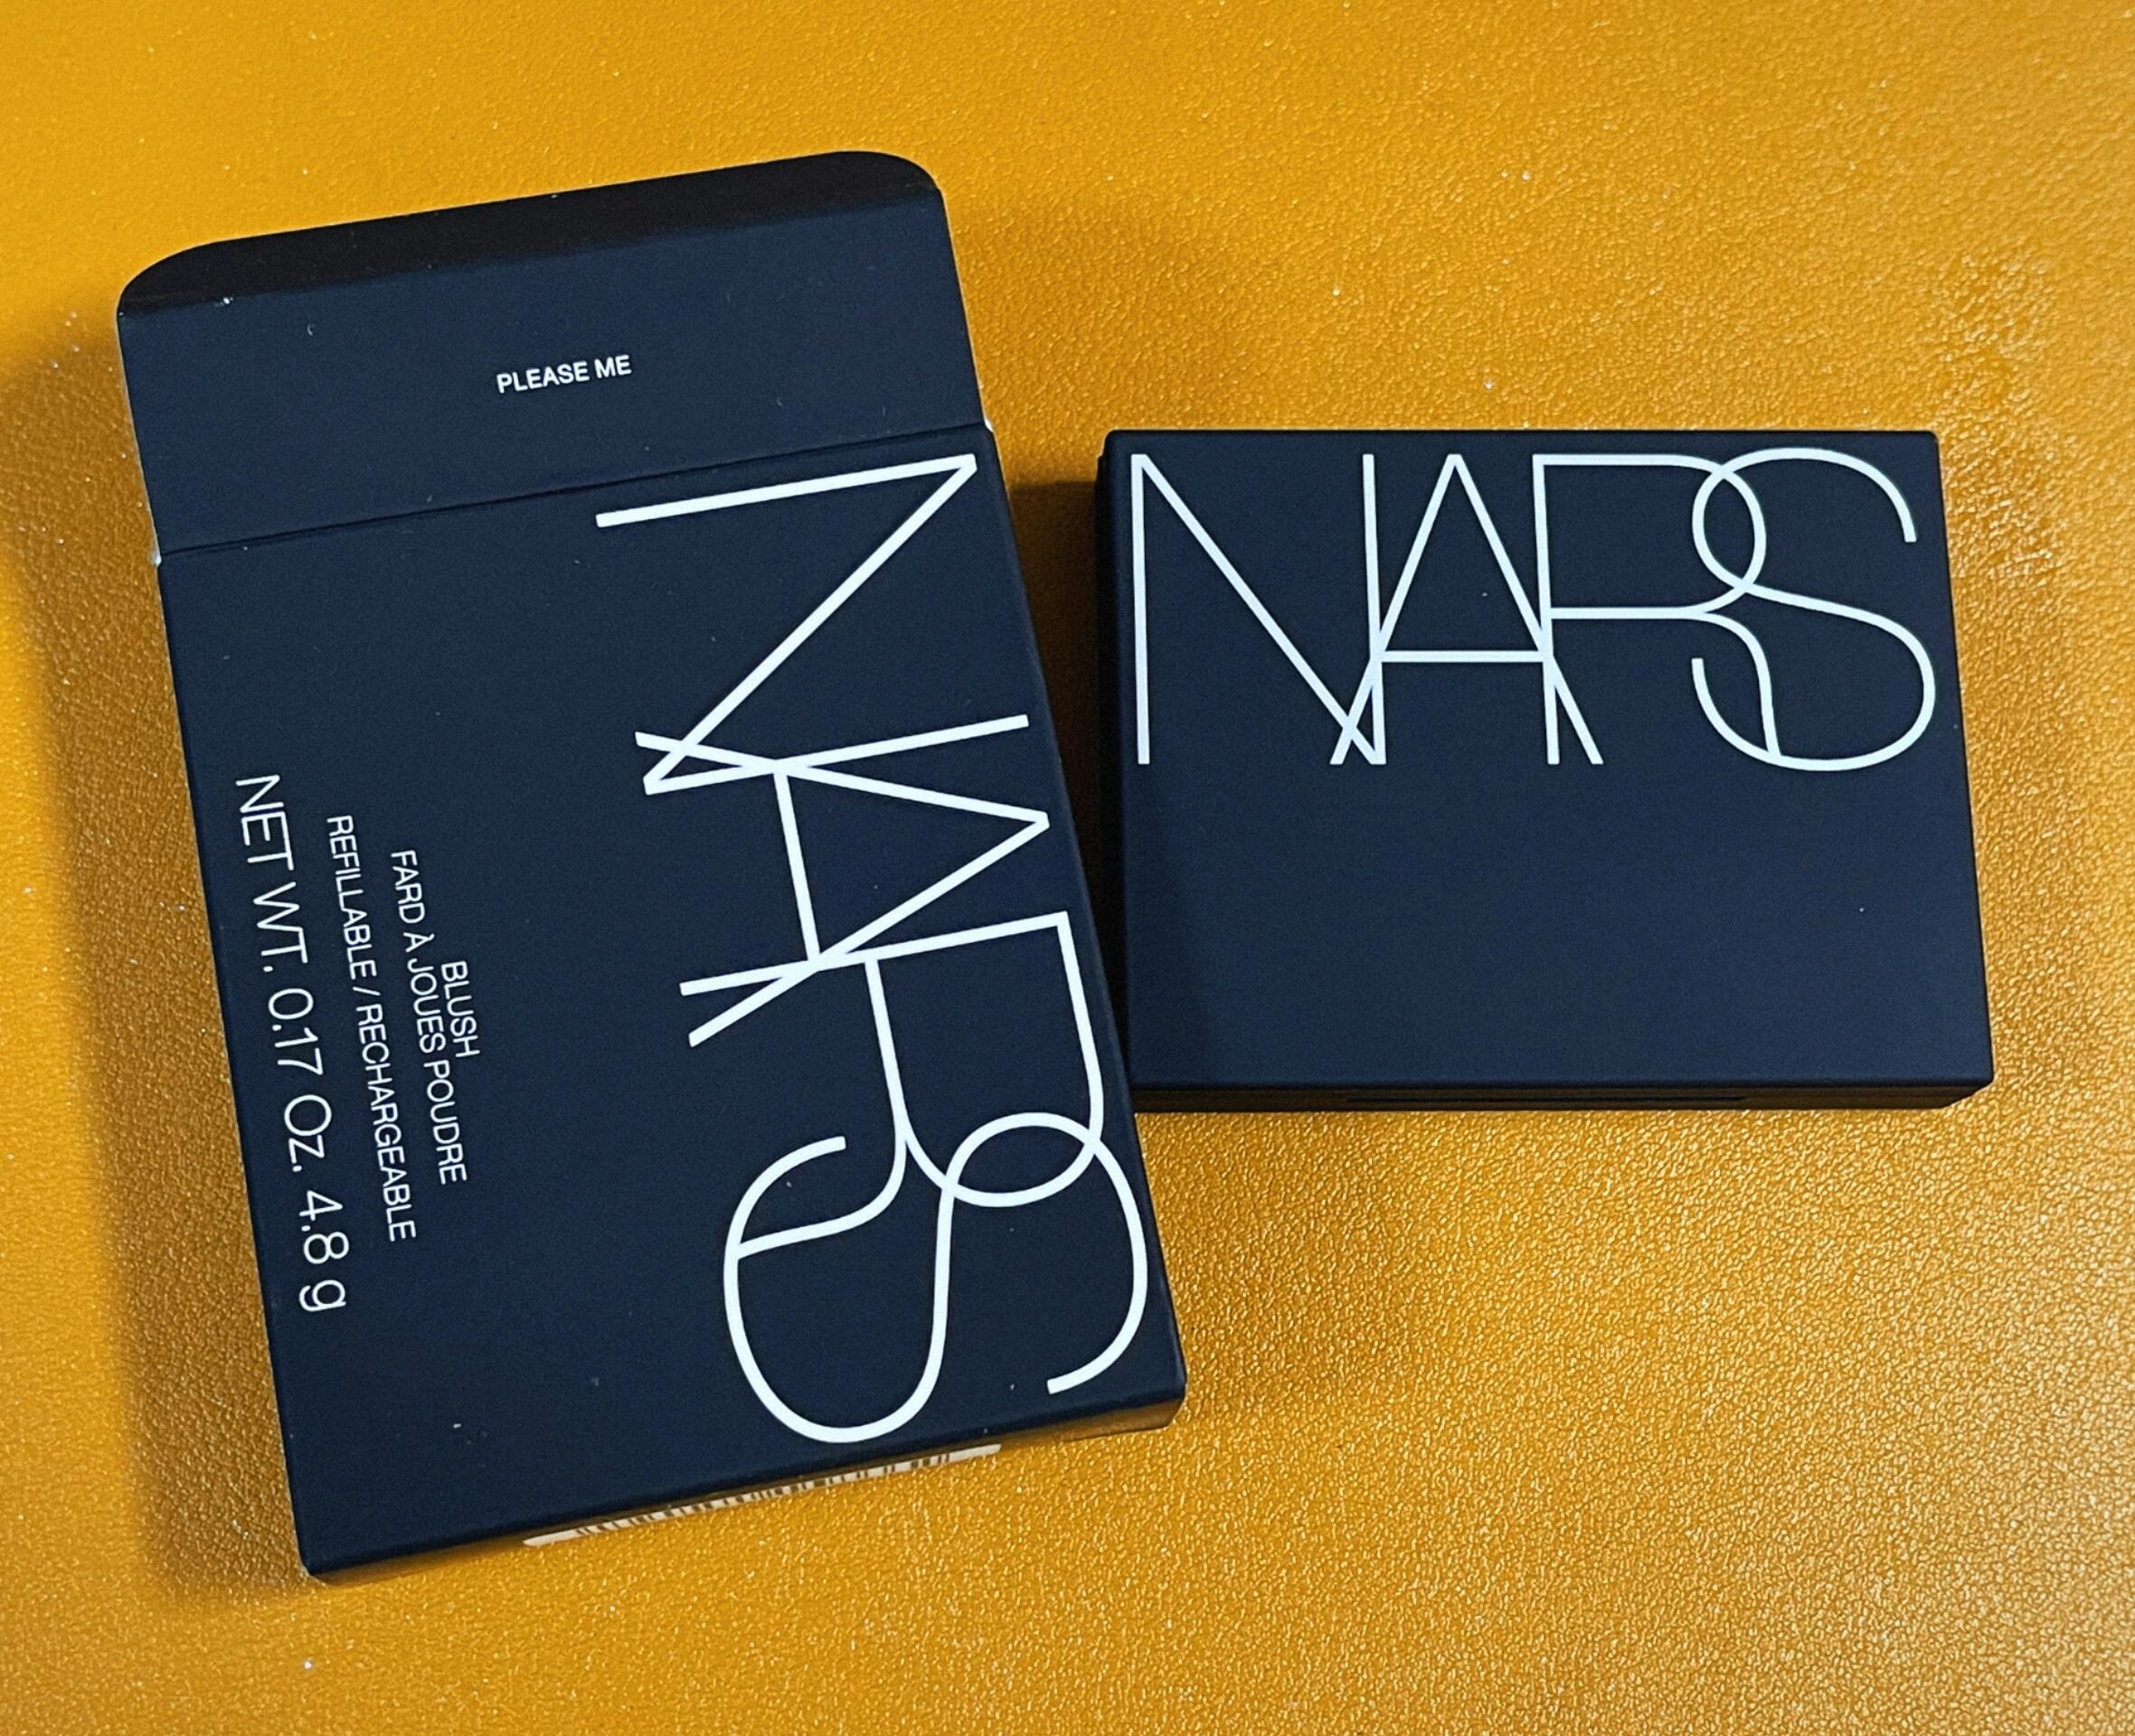 PLEASE ME
NARS
BLUSH
FARD À JOUES POUDRE
REFILLABLE / RECHARGEABLE
NET WT. 0.17 Oz. 4.8 g
NARS